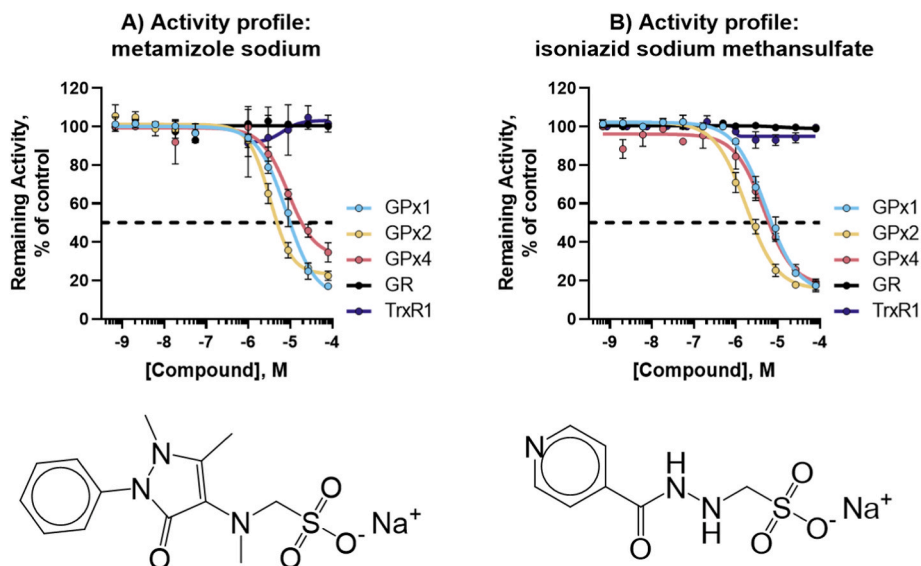 A) Activity profile:
metamizole sodium
Remaining Activity,
% of control
120
100
80
60
40
20
0
-9
-8
-7
-6
-5
-4
[Compound], M
GPx1
GPx2
GPx4
GR
TrxR1
B) Activity profile:
isoniazid sodium methansulfate
Remaining Activity,
% of control
120
100
80
60
40
20
0
-9
-8
-7
-6
-5
-4
[Compound], M
GPx1
GPx2
GPx4
GR
TrxR1
N
N
O
N
S
O
O
O-
Na+
N
O
H
N
N
H
S
O
O
O-
Na+